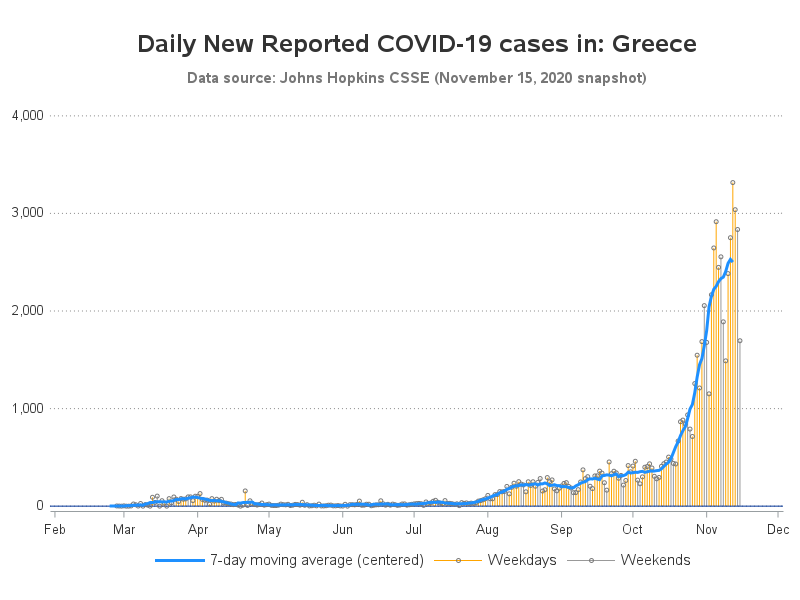 Daily New Reported COVID-19 cases in: Greece
Data source: Johns Hopkins CSSE (November 15, 2020 snapshot)
4,000
3,000
2,000
1,000
0
Feb Mar Apr May Jun Jul Aug Sep Oct Nov Dec
7-day moving average (centered) Weekdays Weekends